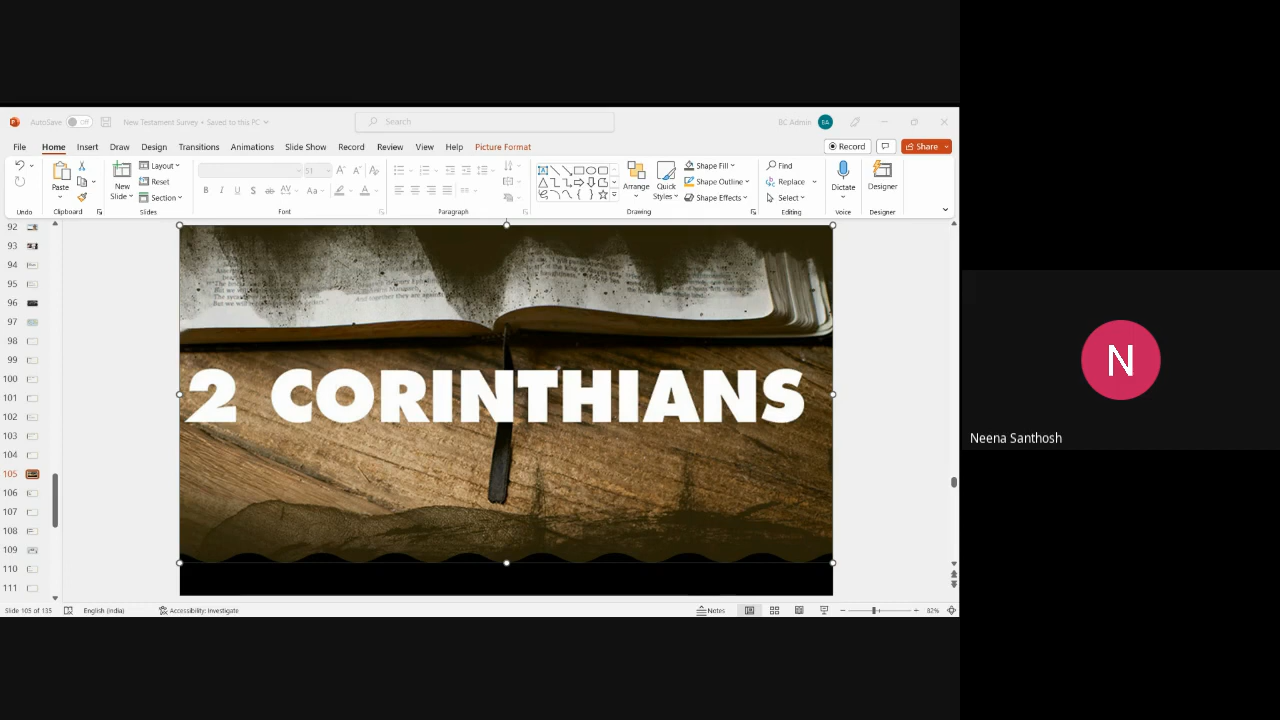 AutoSave
Off
New Testament Survey • Saved to this PC
Search
BC Admin
BA
File
Home
Insert
Draw
Design
Transitions
Animations
Slide Show
Record
Review
View
Help
Picture Format
Record
Share
Undo
Paste
Clipboard
New
Slide
Layout
Reset
Section
Slides
51
Font
Paragraph
Arrange
Quick
Styles
Shape Fill
Shape Outline
Shape Effects
Drawing
Find
Replace
Select
Editing
Dictate
Voice
Designer
Designer
92
93
94
95
96
97
98
99
100
101
102
103
104
105
106
107
108
109
110
111
2 CORINTHIANS
Slide 105 of 135
English (India)
Accessibility: Investigate
Notes
82%
N
Neena Santhosh